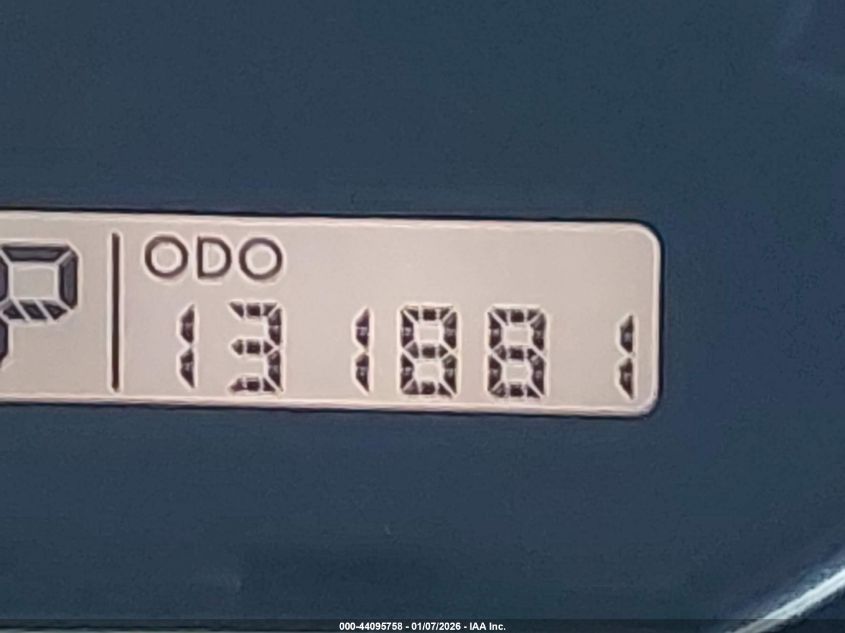 P
ODO
131881
000-44095758 - 01/07/2026 - IAA Inc.